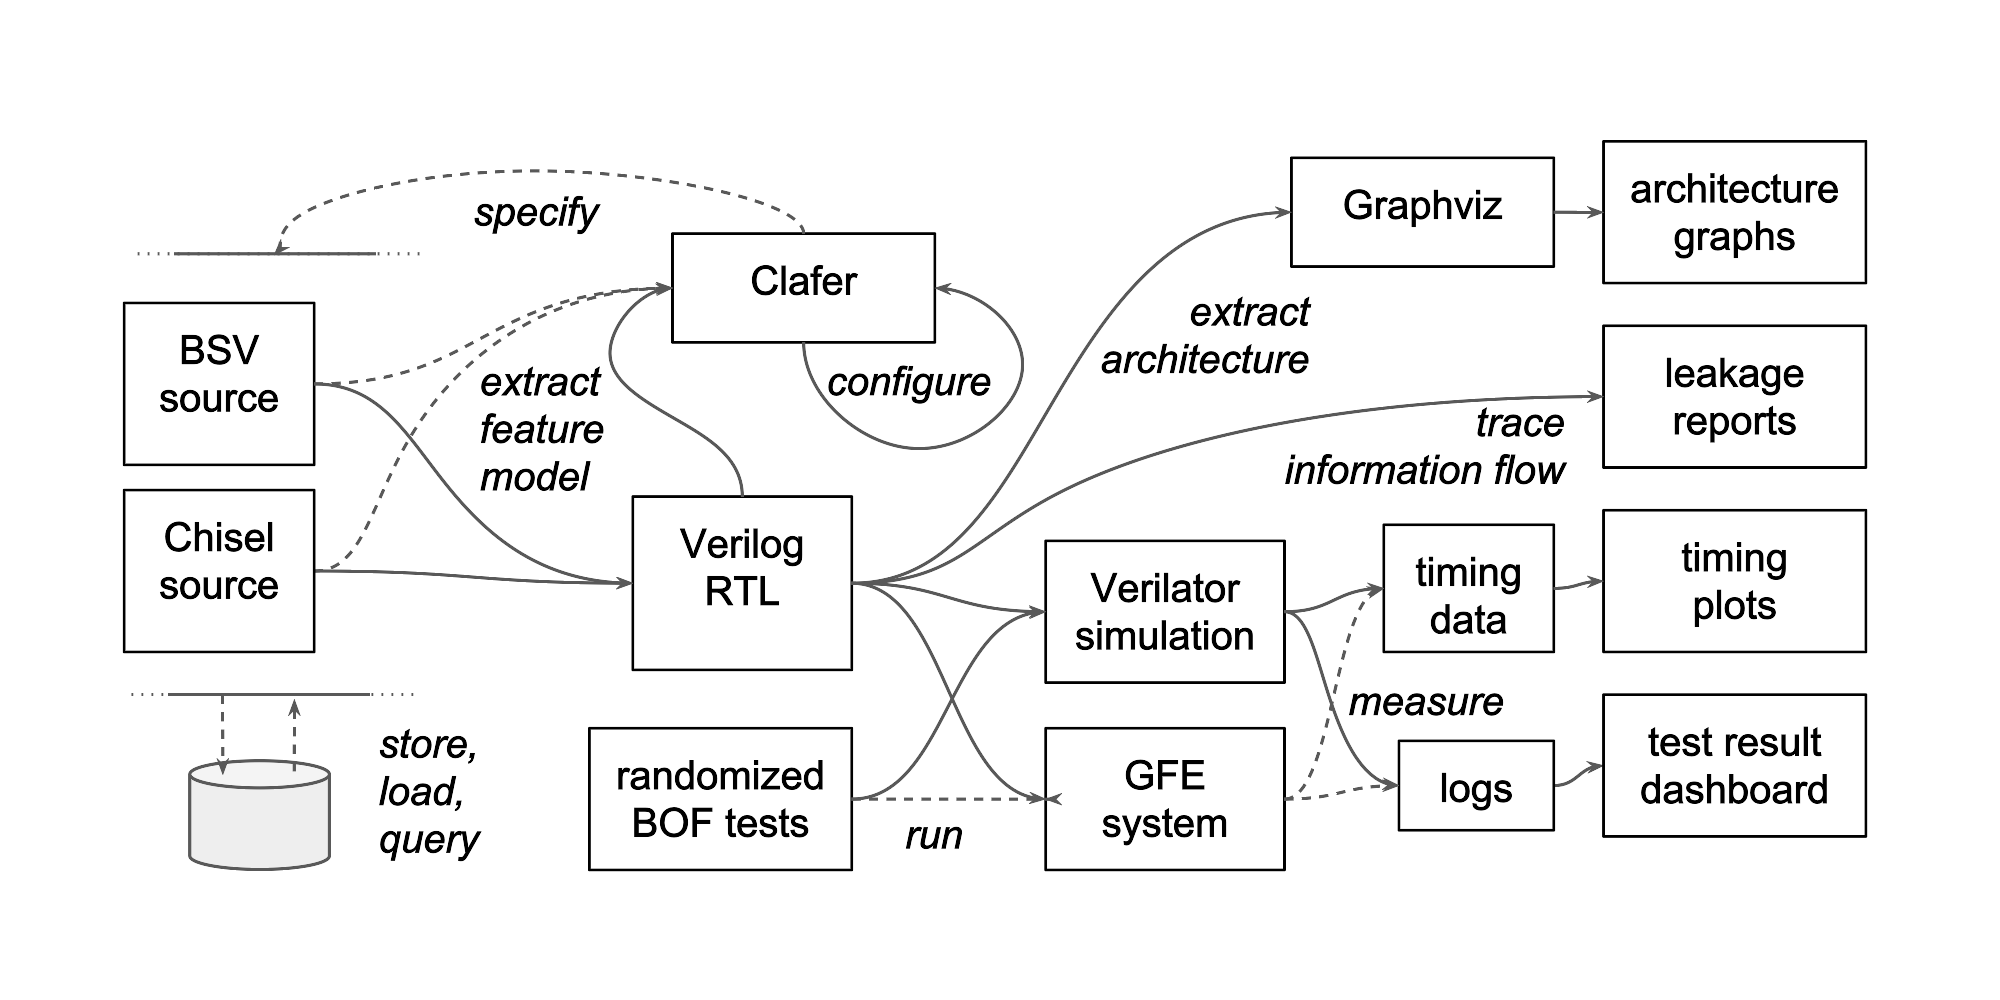 specify
BSV
source
Chisel
source
store,
load,
query
Clafer
configure
extract
feature
model
Verilog
RTL
randomized
BOF tests
run
extract
architecture
trace
information flow
Verilator
simulation
GFE
system
measure
Graphviz
architecture
graphs
leakage
reports
timing
data
timing
plots
logs
test result
dashboard